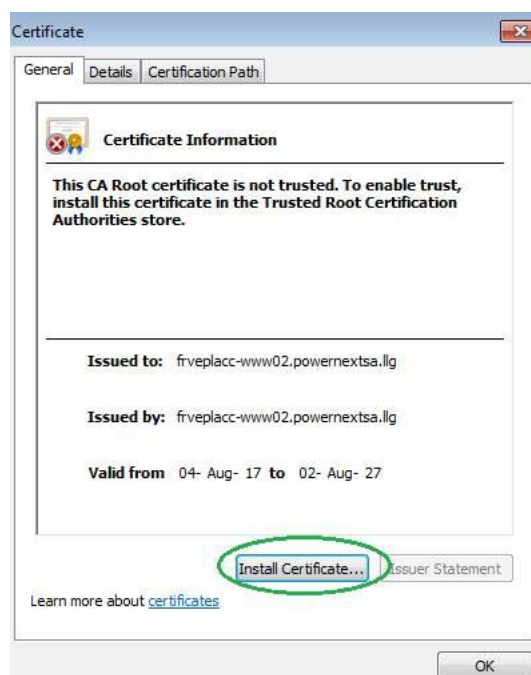 Certificate
General Details Certification Path
Certificate Information
This CA Root certificate is not trusted. To enable trust,
install this certificate in the Trusted Root Certification
Authorities store.
Issued to: frveplacc-www02.powernextsa.llg
Issued by: frveplacc-www02.powernextsa.llg
Valid from 04- Aug- 17 to 02- Aug- 27
Install Certificate... Issuer Statement
Learn more about certificates
OK